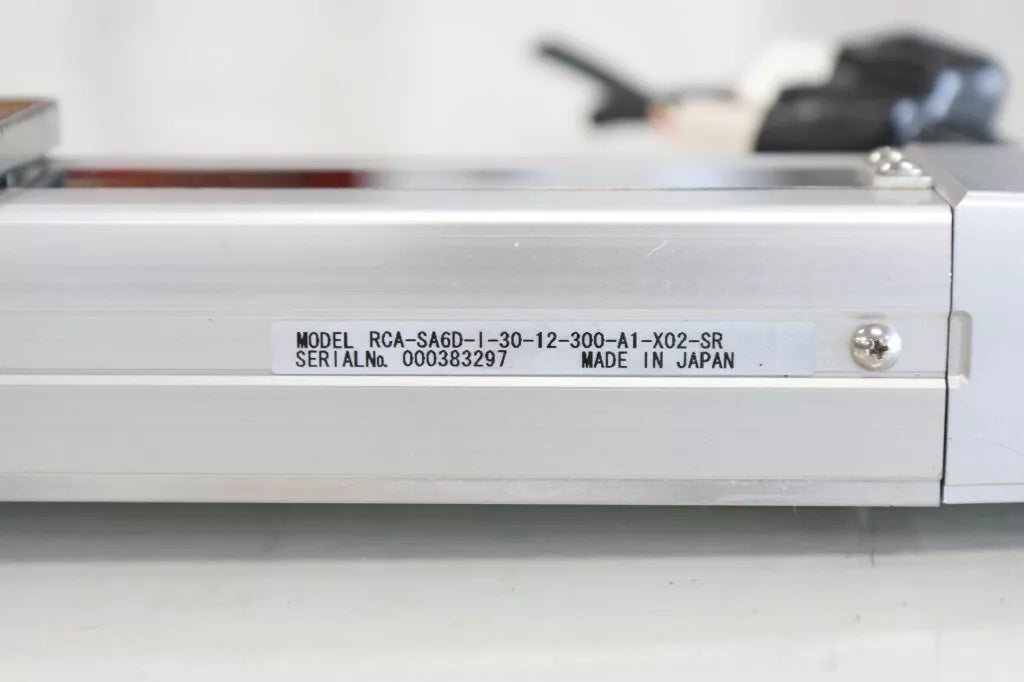 MODEL RCA-SA6D-I-30-12-300-A1-X02-SR
SERIAL№ 000383297 MADE IN JAPAN